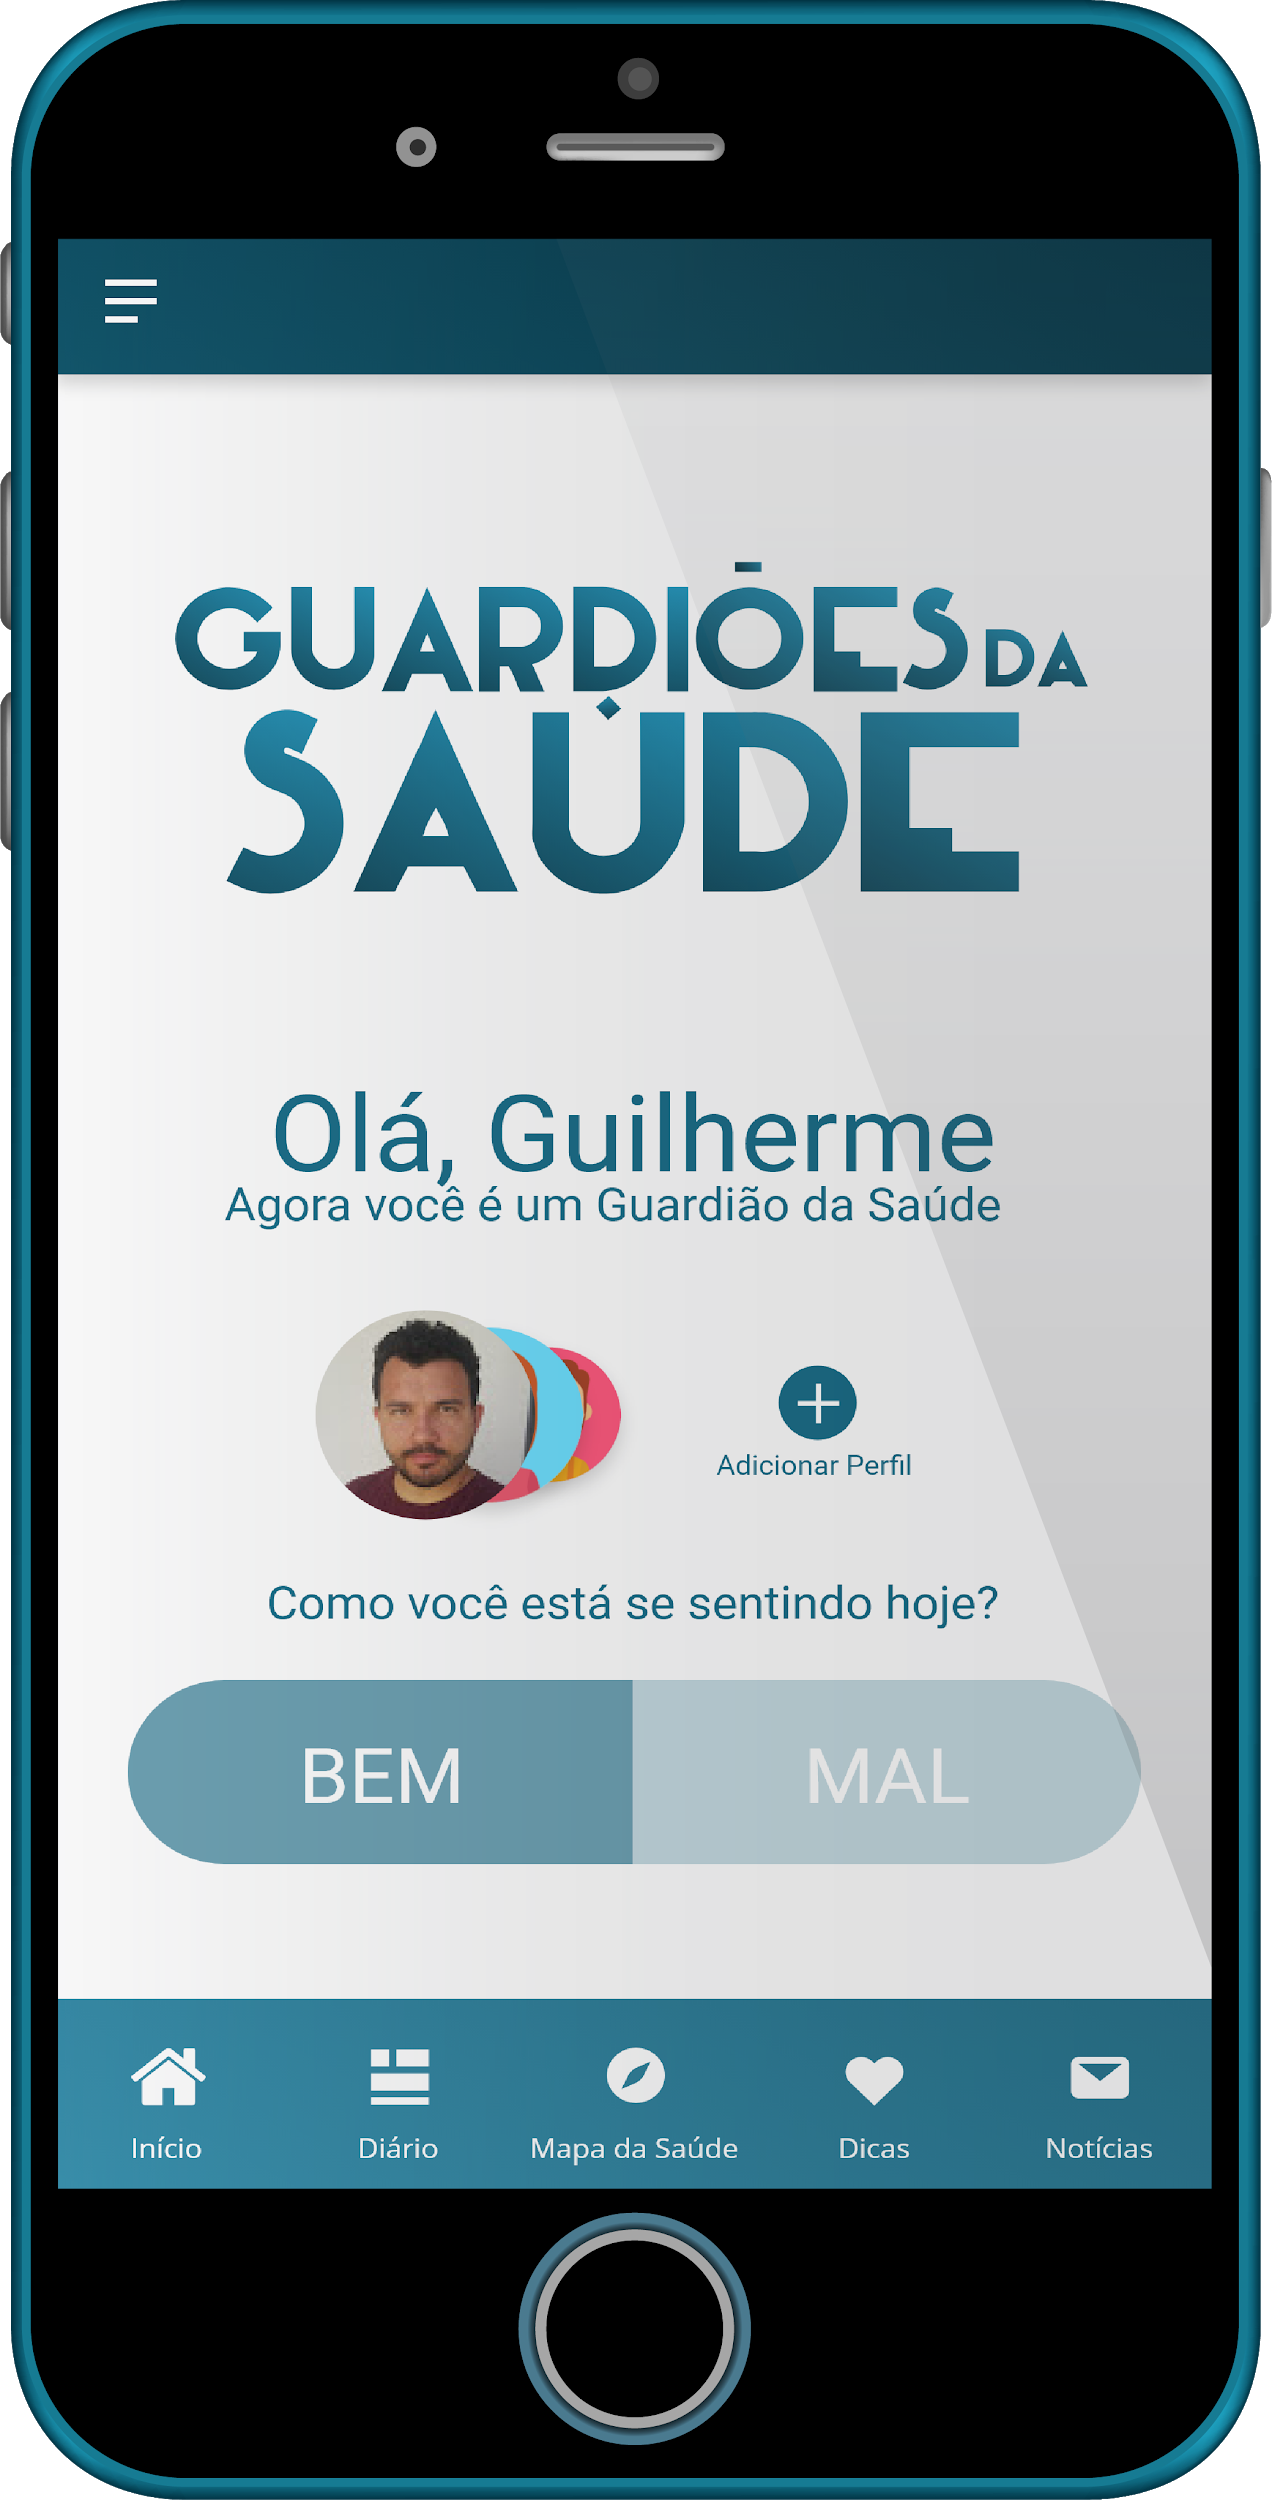 GUARDIÕES DA
SAÚDE
Olá, Guilherme
Agora você é um Guardião da Saúde
Adicionar Perfil
Como você está se sentindo hoje?
BEM MAL
Início Diário Mapa da Saúde Dicas Notícias